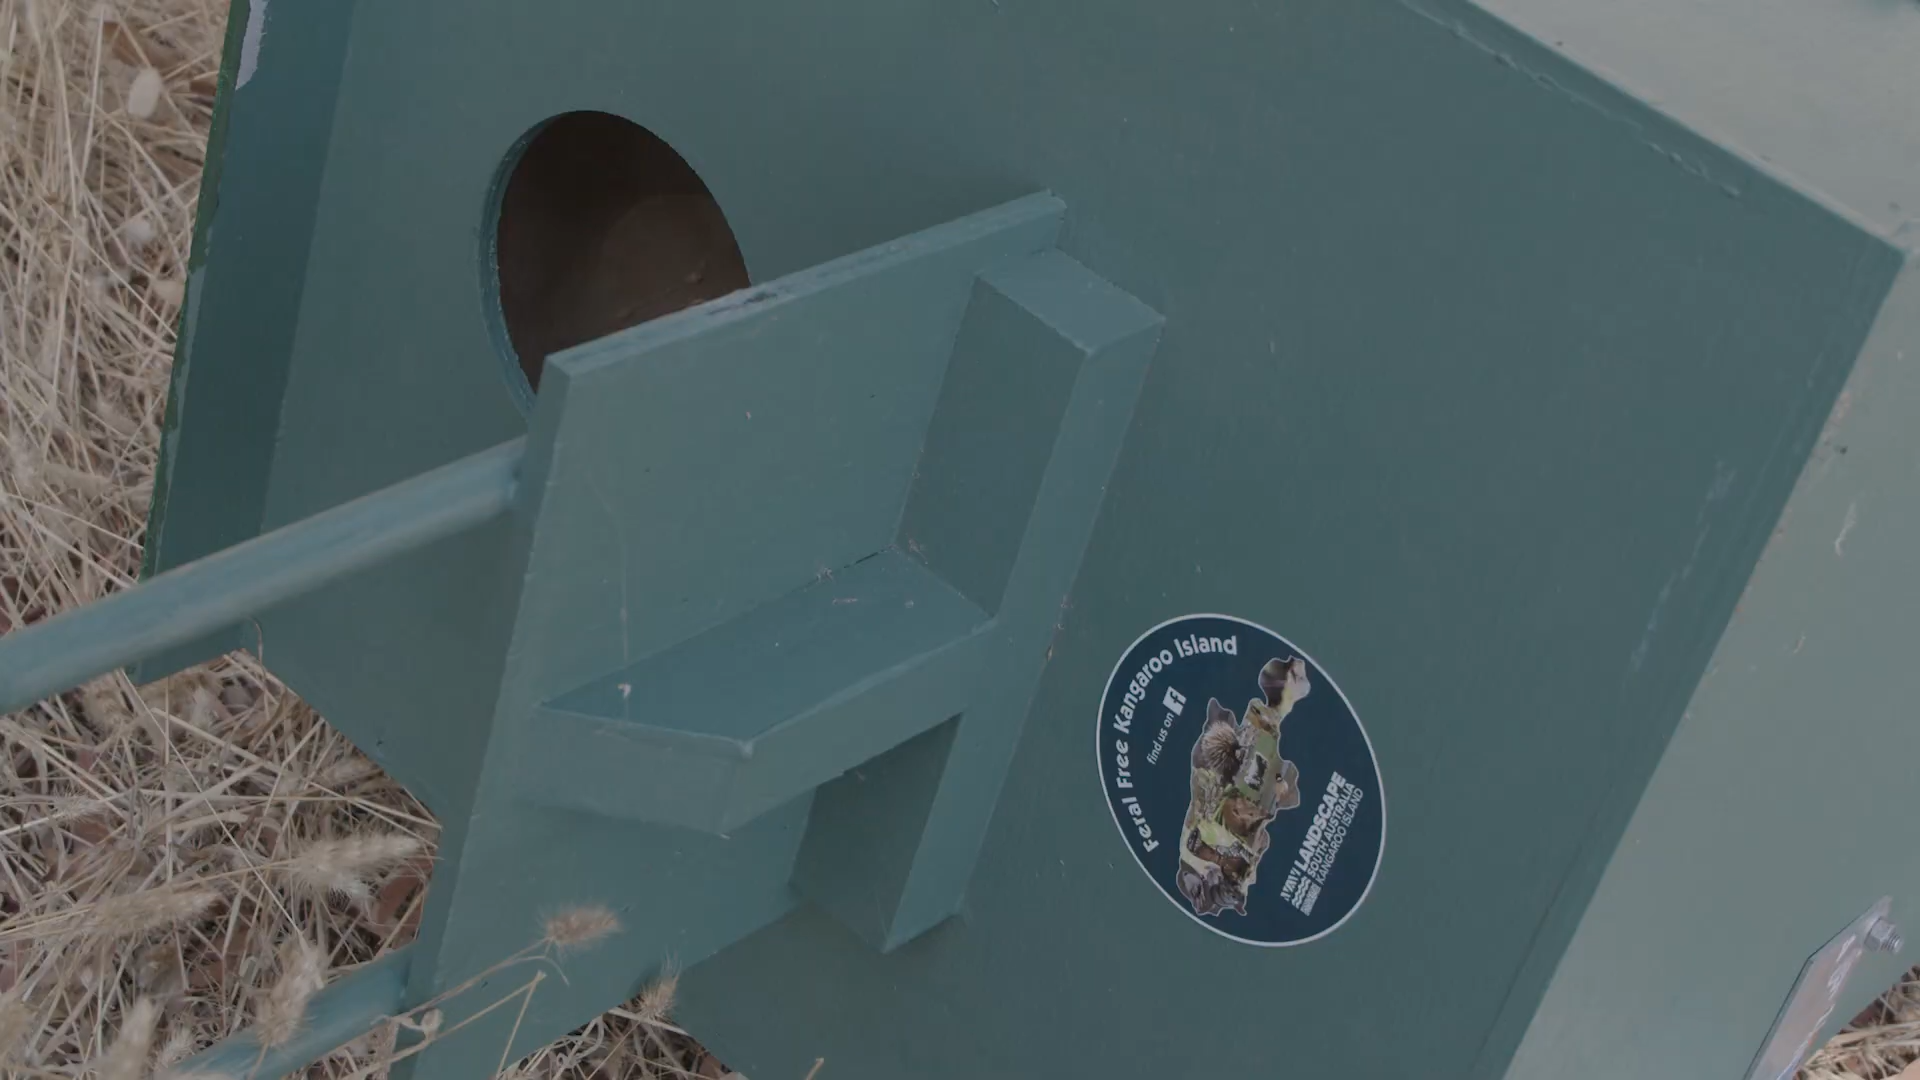 Feral Free Kangaroo Island
find us on
LANDSCAPE
SOUTH AUSTRALIA
KANGAROO ISLAND